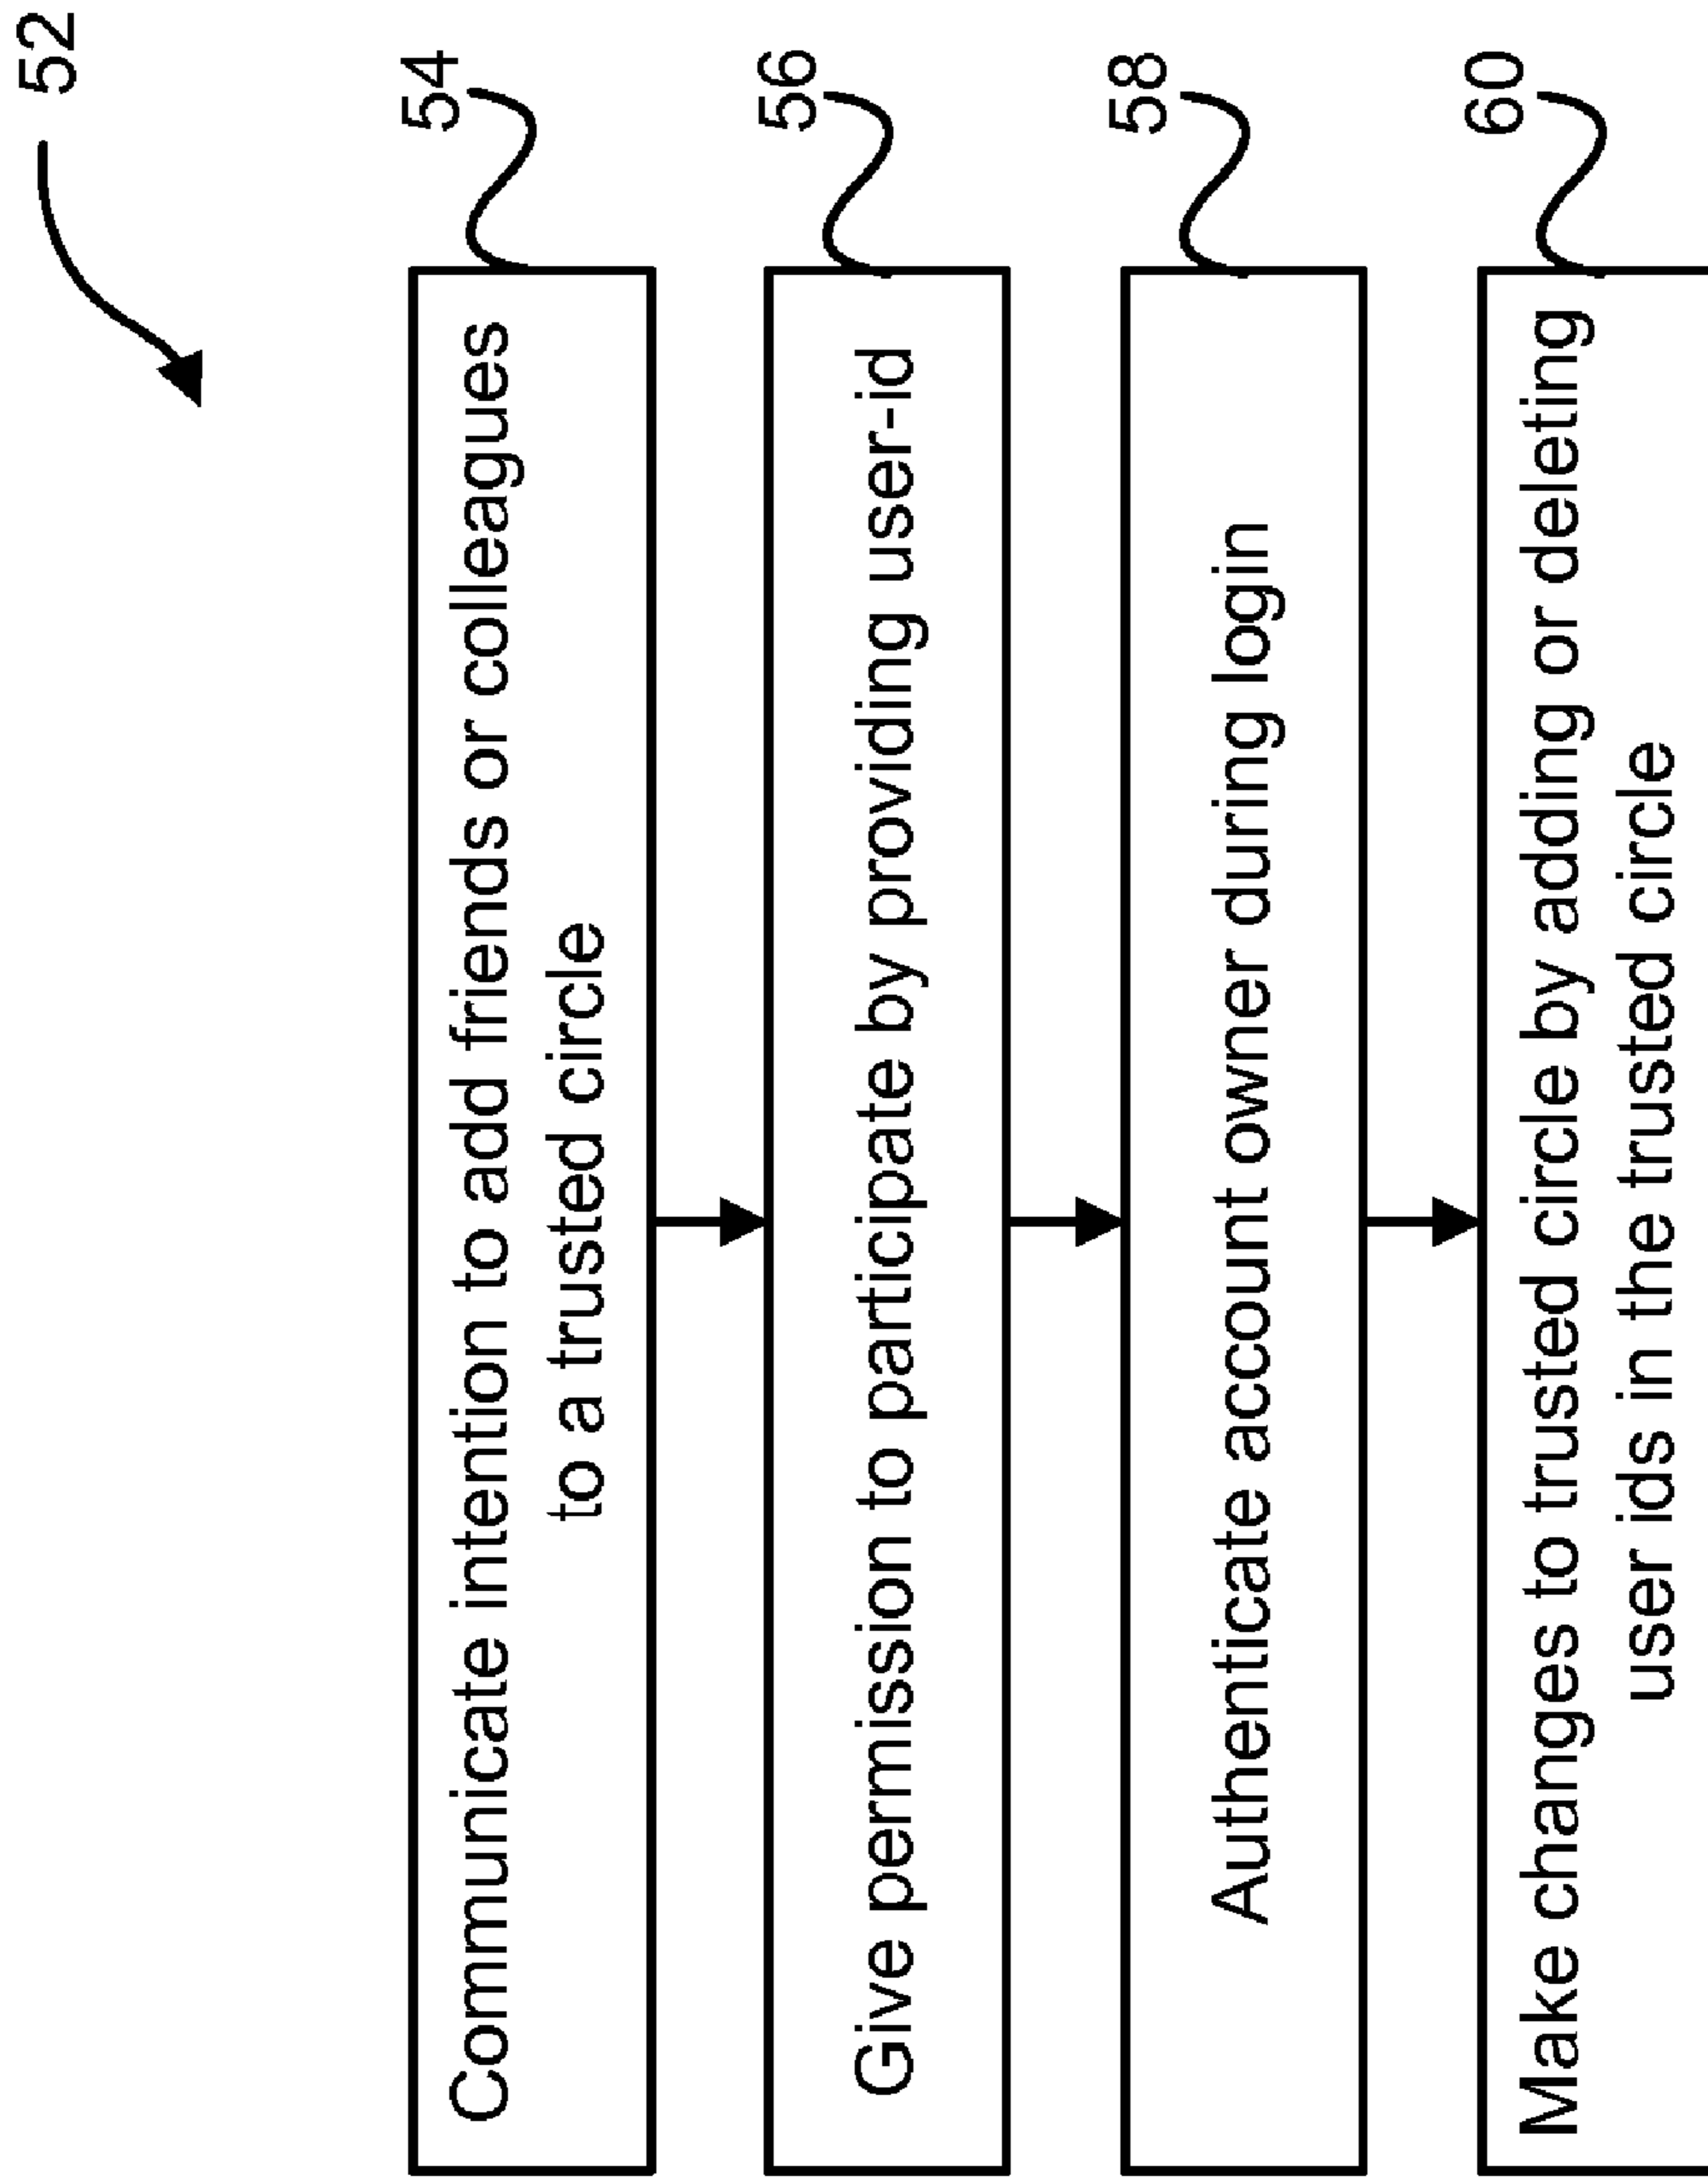 52
54
Communicate intention to add friends or colleagues
to a trusted circle
56
Give permission to participate by providing user-id
58
Authenticate account owner during login
60
Make changes to trusted circle by adding or deleting
user ids in the trusted circle